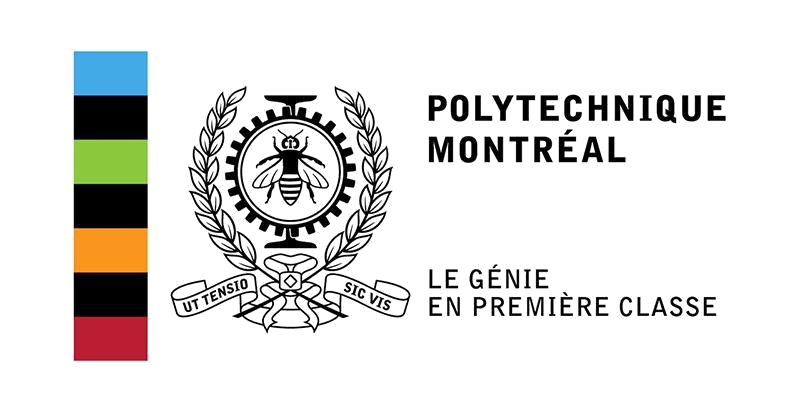 POLYTECHNIQUE
MONTRÉAL
UT TENSIO SIC VIS
LE GÉNIE
EN PREMIÈRE CLASSE